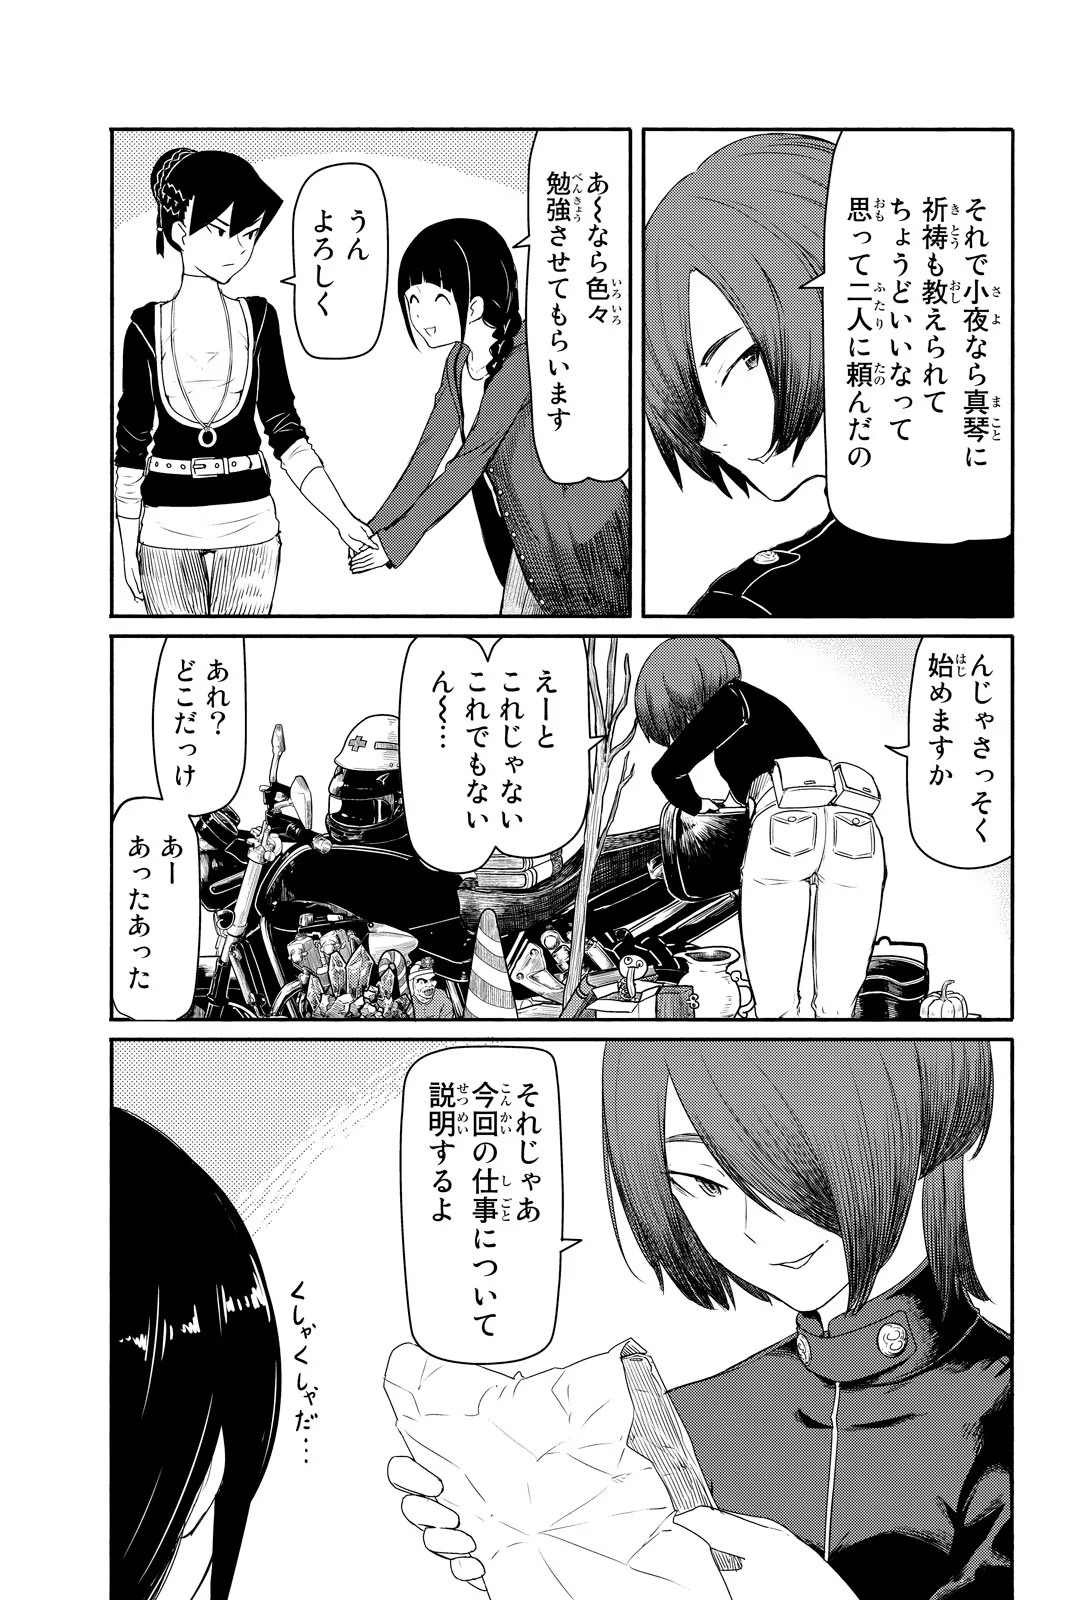 それで小夜なら真琴に
祈祷も教えられて
ちょうどいいなって
思って二人に頼んだの
あ〜なら色々
勉強させてもらいます
うん
よろしく
んじゃさっそく
始めますか
えーと
これじゃない
これでもない
ん〜…
あれ?
どこだっけ
あー
あったあった
それじゃあ
今回の仕事について
説明するよ
くしゃくしゃだ…